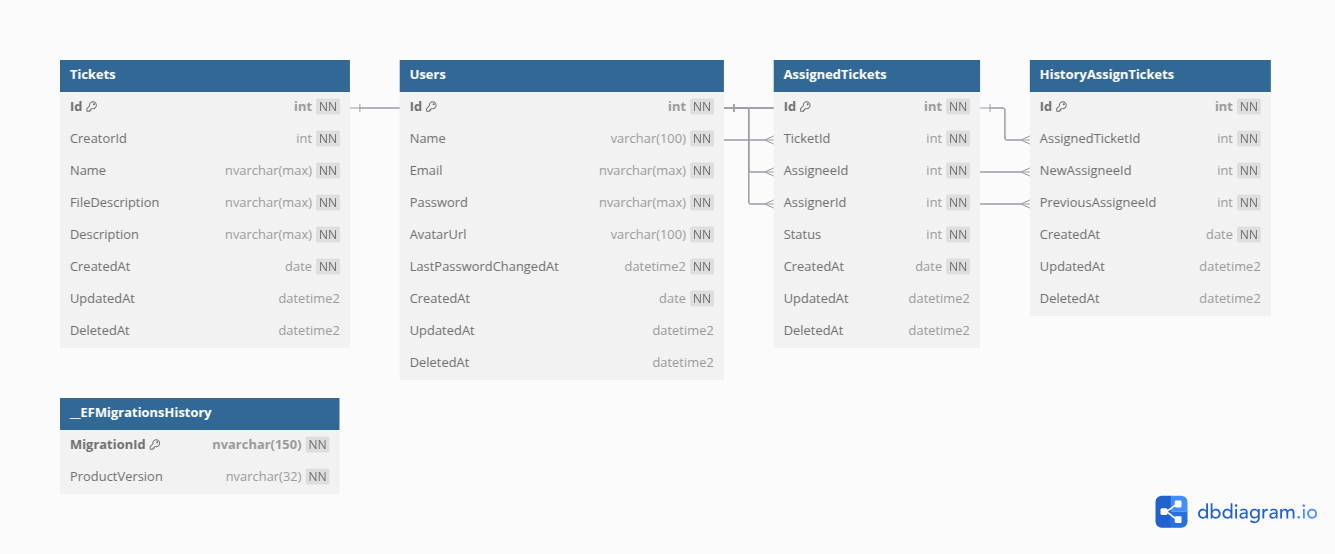 Tickets
Id int NN
CreatorId int NN
Name nvarchar(max) NN
FileDescription nvarchar(max) NN
Description nvarchar(max) NN
CreatedAt date NN
UpdatedAt datetime2
DeletedAt datetime2
Users
Id int NN
Name varchar(100) NN
Email nvarchar(max) NN
Password nvarchar(max) NN
AvatarUrl varchar(100) NN
LastPasswordChangedAt datetime2 NN
CreatedAt date NN
UpdatedAt datetime2
DeletedAt datetime2
AssignedTickets
Id int NN
TicketId int NN
AssigneeId int NN
AssignerId int NN
Status int NN
CreatedAt date NN
UpdatedAt datetime2
DeletedAt datetime2
HistoryAssignTickets
Id int NN
AssignedTicketId int NN
NewAssigneeId int NN
PreviousAssigneeId int NN
CreatedAt date NN
UpdatedAt datetime2
DeletedAt datetime2
__EFMigrationsHistory
MigrationId nvarchar(150) NN
ProductVersion nvarchar(32) NN
dbdiagram.io